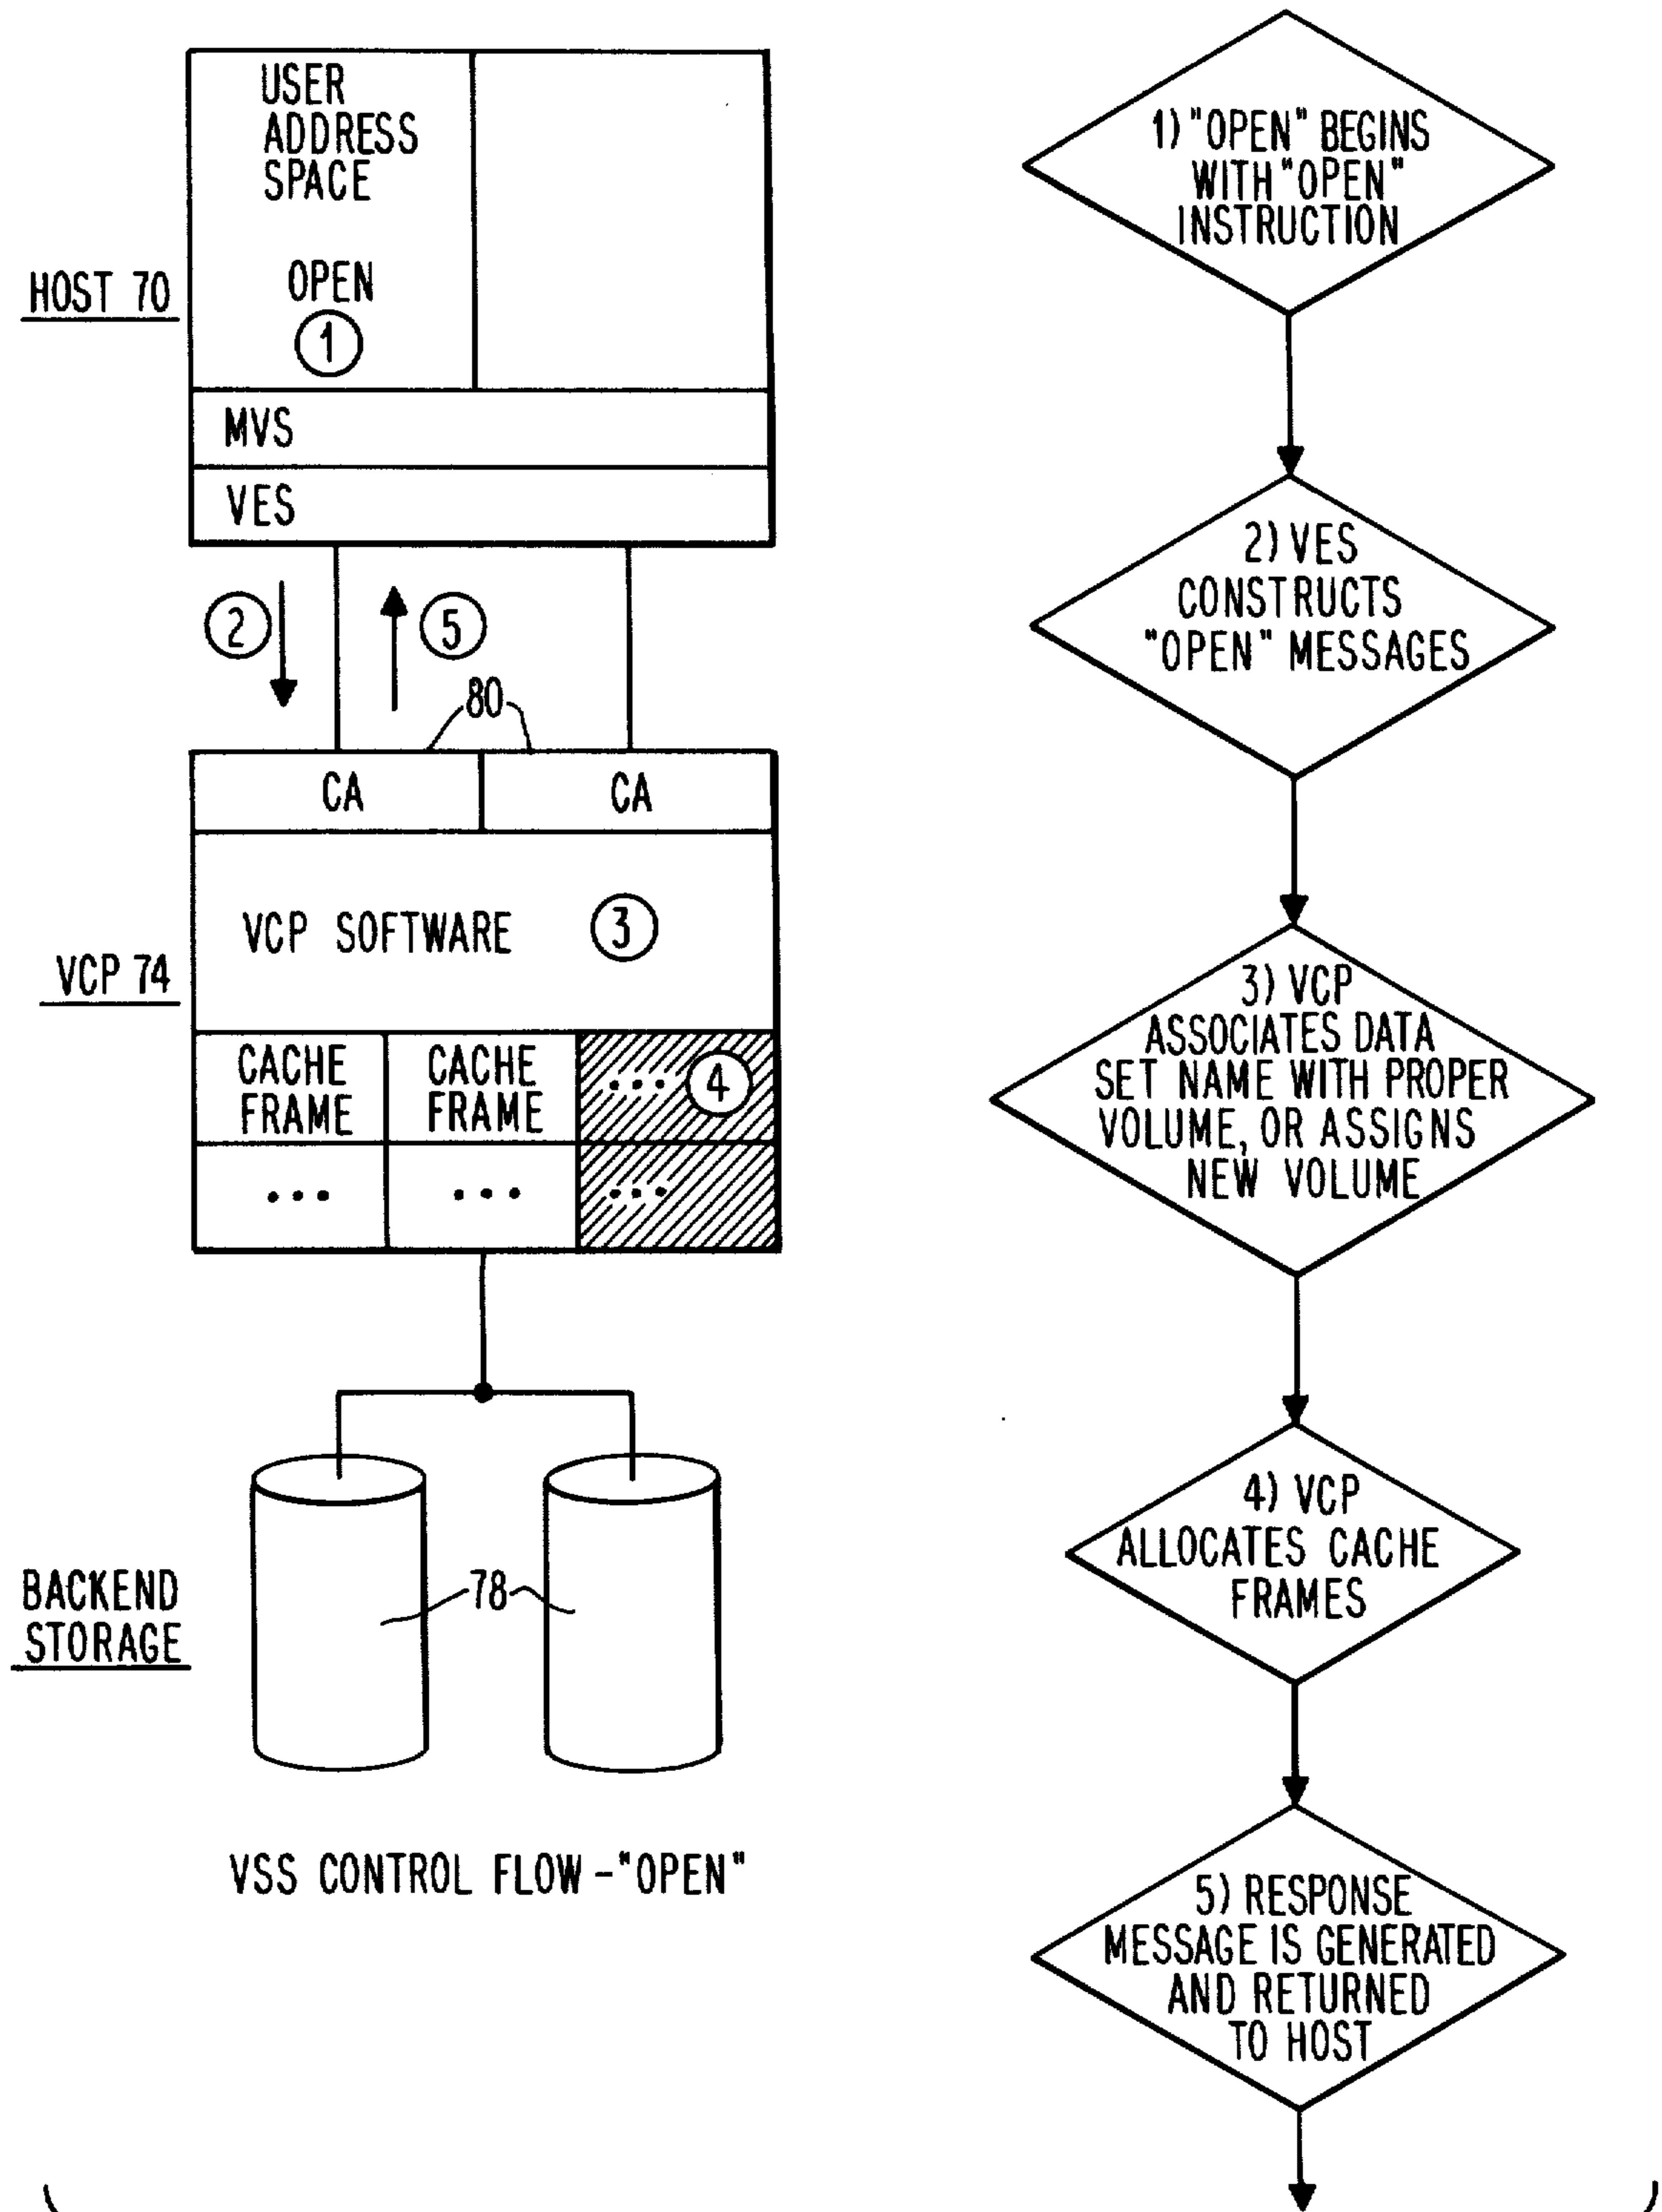 USER
ADDRESS
SPACE
OPEN
1
HOST 70
MVS
VES
2
5
80
CA
CA
VCP SOFTWARE
3
VCP 74
CACHE
FRAME
CACHE
FRAME
...
4
...
...
...
78
BACKEND
STORAGE
VSS CONTROL FLOW-"OPEN"
1) "OPEN" BEGINS
WITH "OPEN"
INSTRUCTION
2) VES
CONSTRUCTS
"OPEN" MESSAGES
3) VCP
ASSOCIATES DATA
SET NAME WITH PROPER
VOLUME, OR ASSIGNS
NEW VOLUME
4) VCP
ALLOCATES CACHE
FRAMES
5) RESPONSE
MESSAGE IS GENERATED
AND RETURNED
TO HOST